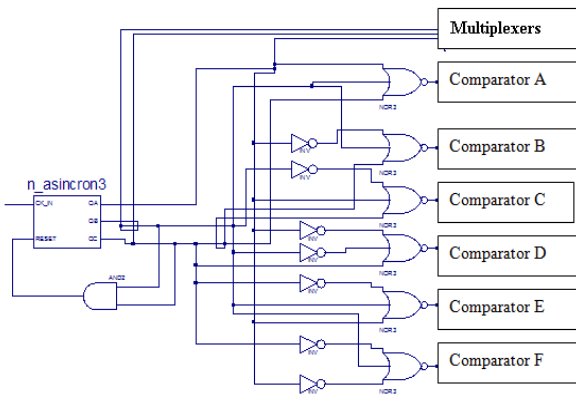 Multiplexers
Comparator A
NOR3
Comparator B
INV
NOR3
n_asincron3
INV
Comparator C
CK_IN
QA
QB
NOR3
INV
RESET
QC
Comparator D
INV
NOR3
AND2
INV
Comparator E
NOR3
INV
Comparator F
INV
NOR3